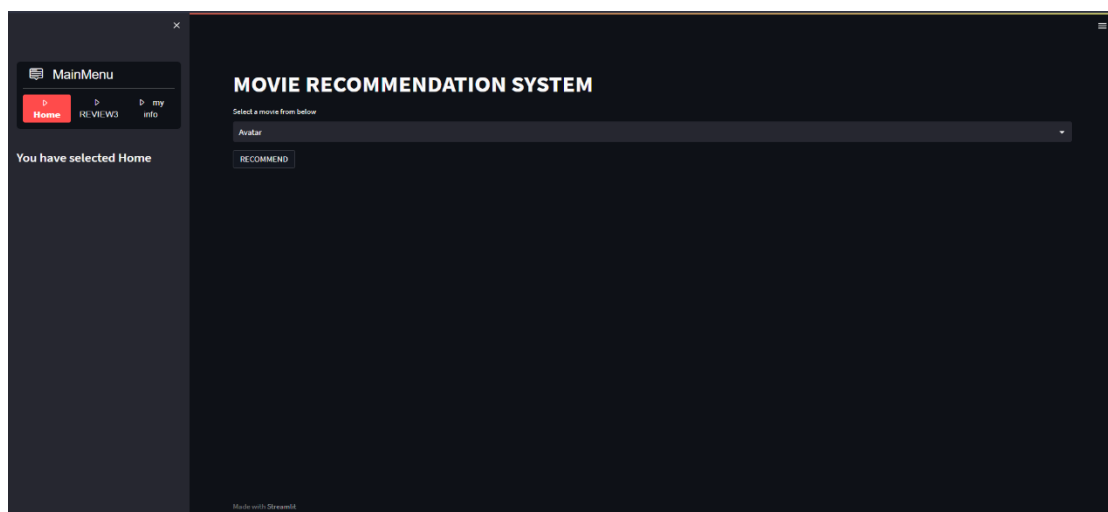 MainMenu
Home
REVIEW3
my
info
You have selected Home
MOVIE RECOMMENDATION SYSTEM
Select a movie from below
Avatar
RECOMMEND
Made with Streamlit